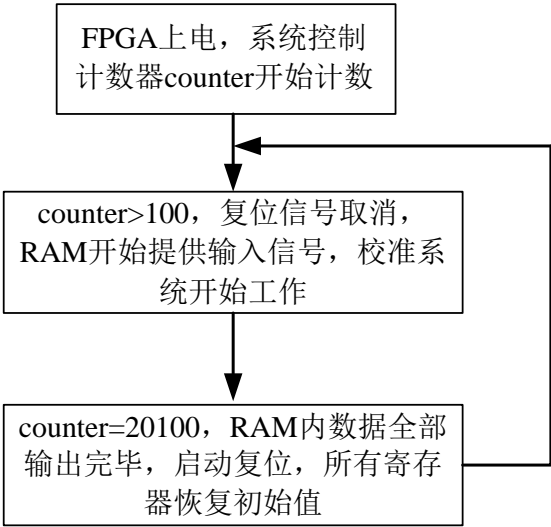 FPGA上电，系统控制
计数器counter开始计数
counter>100，复位信号取消，
RAM开始提供输入信号，校准系
统开始工作
counter=20100，RAM内数据全部
输出完毕，启动复位，所有寄存
器恢复初始值